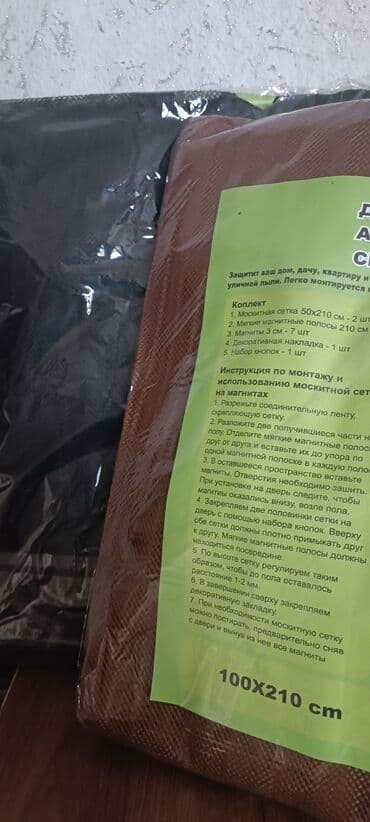 Д
А
С
Защитит ваш дом, дачу, квартиру и
уличной пыли. Легко монтируется
Коплект
1. Москитная сетка 50х210 см - 2 шт
2. Мягкие магнитные полосы 210 см
3. Магниты 3 см - 7 шт
4. Декоративная накладка - 1 шт
5. Набор кнопок - 1 шт
Инструкция по монтажу и
использованию москитной сет
на магнитах
1. Разрежьте соединительную ленту,
скрепляющую сетку.
2. Разложите две получившиеся части н
полу. Отделите мягкие магнитные полос
друг от друга и вставьте их до упора по
одной магнитной полоске в каждую поло
3. В оставшееся пространство вставьте
магниты. Отверстия необходимо зашить.
При установке на дверь следите, чтобы
магнтиы оказались внизу, возле пола.
4. Закрепляем две половинки сетки на
дверь с помощью набора кнопок. Вверху
обе сетки должны плотно примыкать друг
к другу. Мягкие магнитные полосы должны
находиться посередине.
5. По высоте сетку регулируем таким
образом, чтобы до пола оставалось
расстояние 1-2 мм.
6. В завершении сверху закрепляем
декоративную закладку.
7. При необходимости москитную сетку
можно постирать, предварительно сняв
с двери и вынув из нее все магниты
100X210 cm